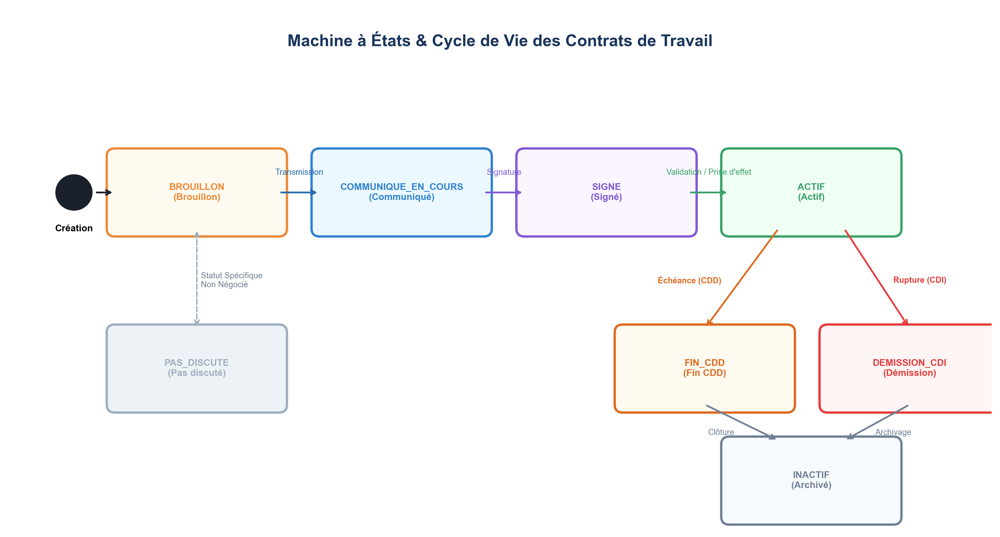 Machine à États & Cycle de Vie des Contrats de Travail
Transmission
Signature
Validation / Prise d'effet
BROUILLON
(Brouillon)
COMMUNIQUE_EN_COURS
(Communiqué)
SIGNE
(Signé)
ACTIF
(Actif)
Création
Statut Spécifique
Non Négocié
Échéance (CDD)
Rupture (CDI)
PAS_DISCUTE
(Pas discuté)
FIN_CDD
(Fin CDD)
DEMISSION_CDI
(Démission)
Clôture
Archivage
INACTIF
(Archivé)